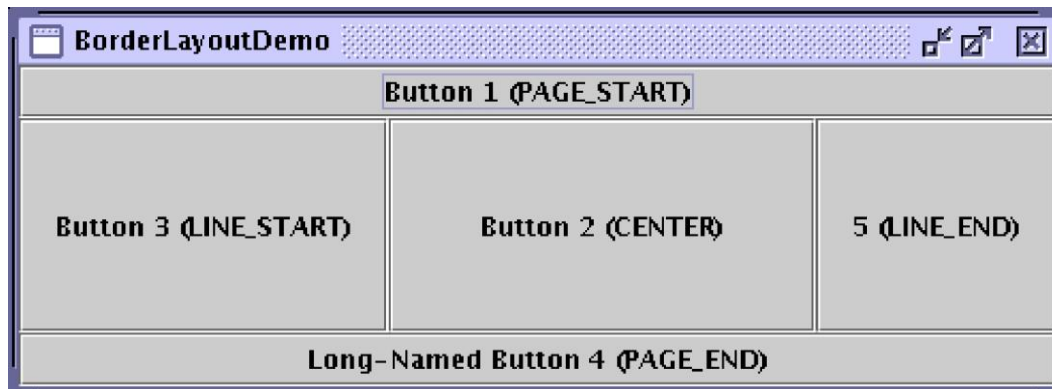 BorderLayoutDemo
Button 1 (PAGE_START)
Button 3 (LINE_START)
Button 2 (CENTER)
5 (LINE_END)
Long-Named Button 4 (PAGE_END)